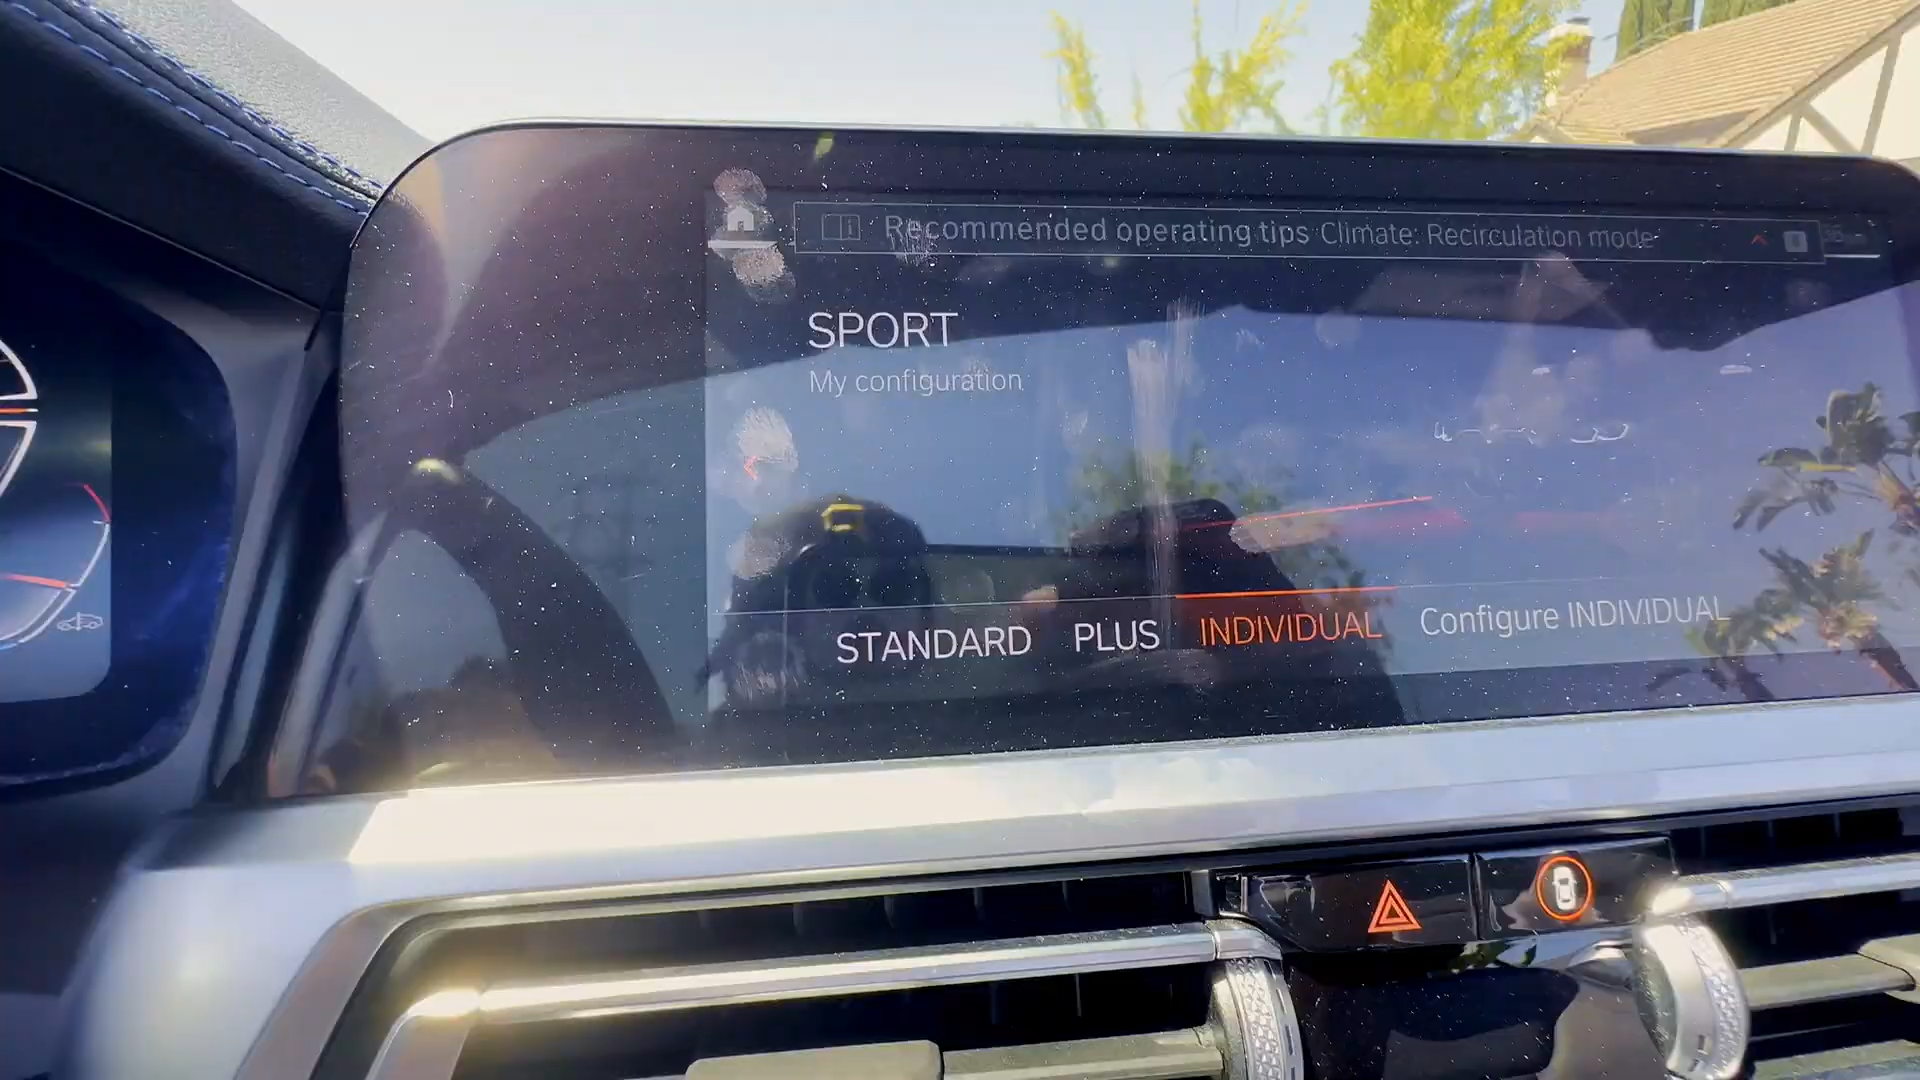 Recommended operating tips Climate: Recirculation mode
SPORT
My configuration
STANDARD PLUS INDIVIDUAL Configure INDIVIDUAL